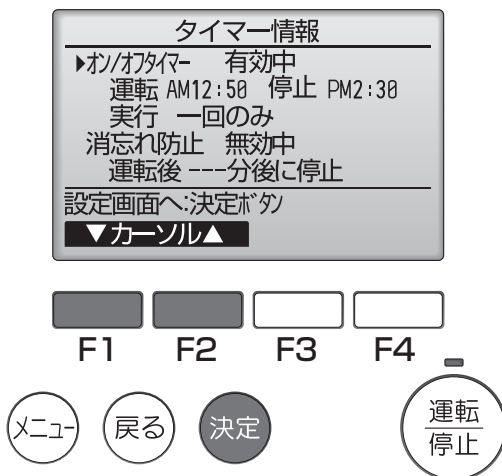 タイマー情報
▶オン/オフタイマー 有効中
運転 AM12:50 停止 PM2:30
実行 一回のみ
消忘れ防止 無効中
運転後 ---分後に停止
設定画面へ:決定ボタン
▼カーソル▲
F1 F2 F3 F4
メニュー 戻る 決定 運転
停止